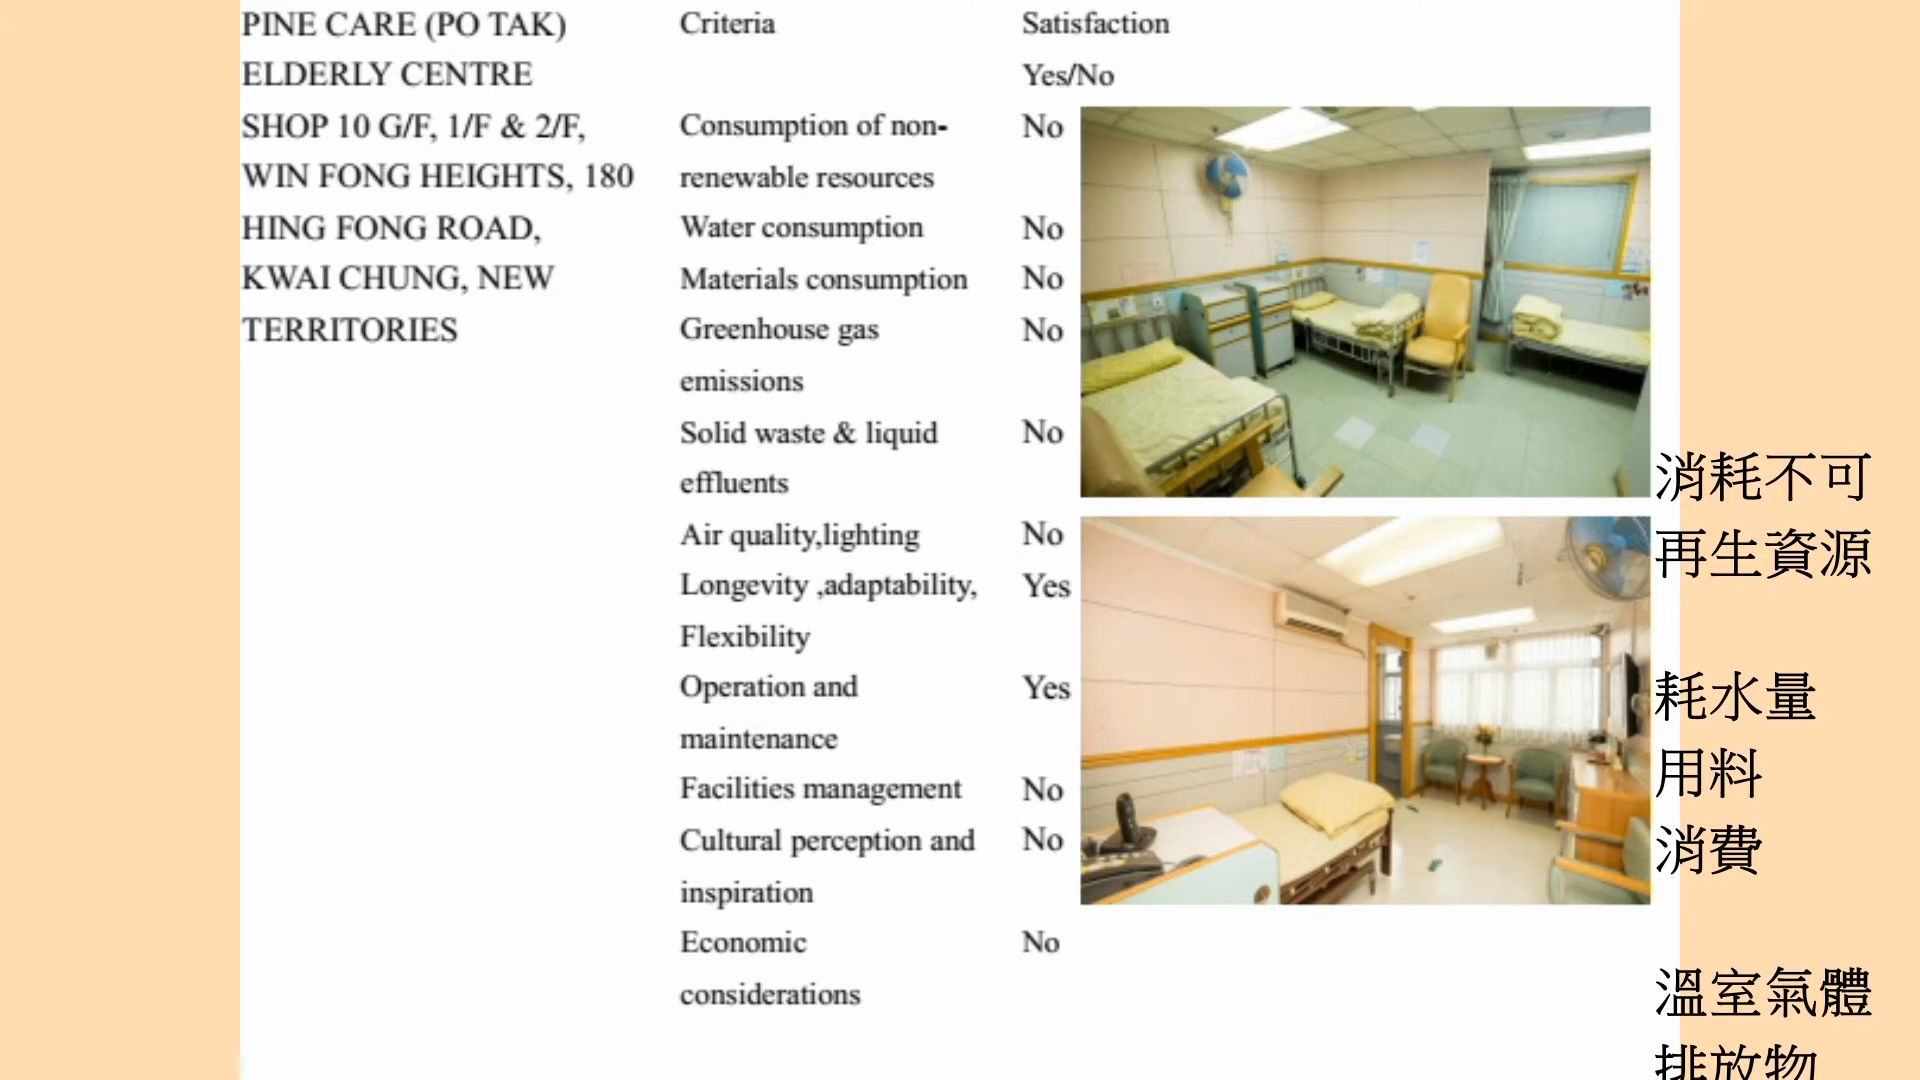 PINE CARE (PO TAK)
ELDERLY CENTRE
SHOP 10 G/F, 1/F & 2/F,
WIN FONG HEIGHTS, 180
HING FONG ROAD,
KWAI CHUNG, NEW
TERRITORIES
Criteria
Satisfaction
Yes/No
Consumption of non-
renewable resources
No
Water consumption
No
Materials consumption
No
Greenhouse gas
emissions
No
Solid waste & liquid
effluents
No
Air quality,lighting
No
Longevity ,adaptability,
Flexibility
Yes
Operation and
maintenance
Yes
Facilities management
No
Cultural perception and
inspiration
No
Economic
considerations
No
消耗不可
再生資源
耗水量
用料
消費
溫室氣體
排放物